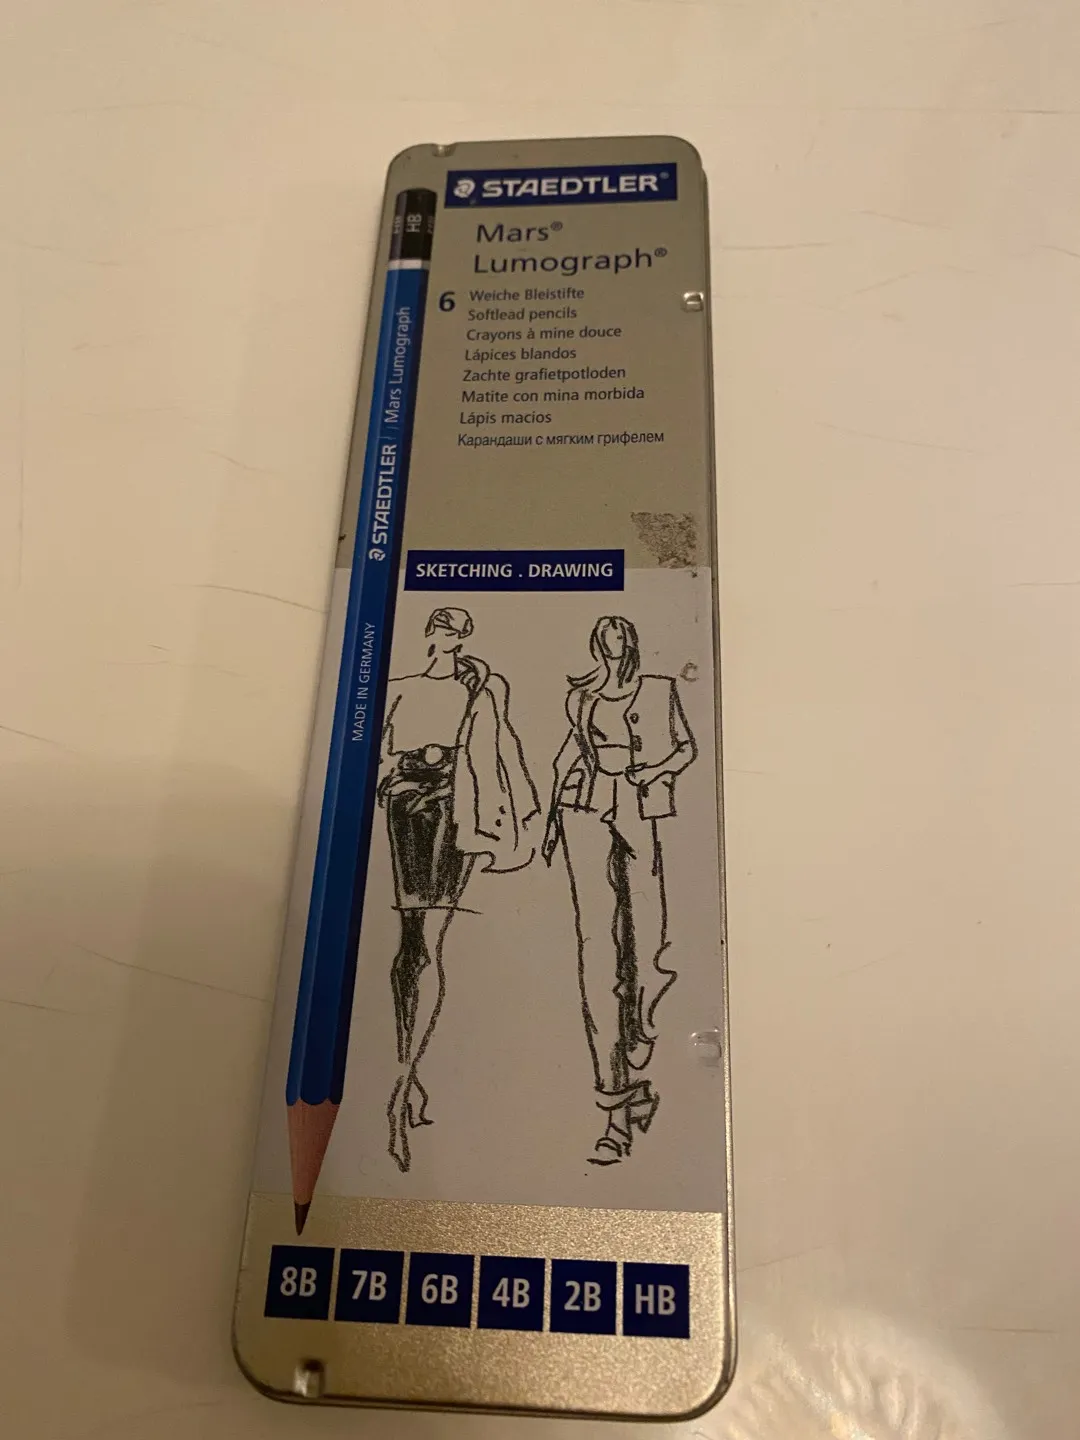 STAEDTLER®
Mars®
Lumograph®
6 Weiche Bleistifte
Softlead pencils
Crayons à mine douce
Lápices blandos
Zachte grafietpotloden
Matite con mina morbida
Lápis macios
Карандаши с мягким грифелем
HB
STAEDTLER Mars Lumograph
MADE IN GERMANY
SKETCHING . DRAWING
8B 7B 6B 4B 2B HB